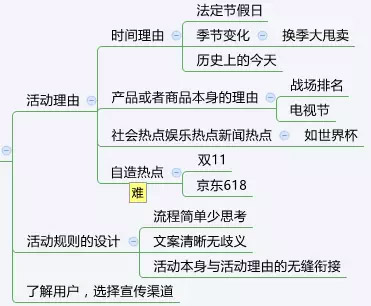 法定节假日
时间理由
季节变化
换季大甩卖
历史上的今天
活动理由
产品或者商品本身的理由
战场排名
电视节
社会热点娱乐热点新闻热点
如世界杯
自造热点
双11
京东618
难
流程简单少思考
活动规则的设计
文案清晰无歧义
活动本身与活动理由的无缝衔接
了解用户，选择宣传渠道